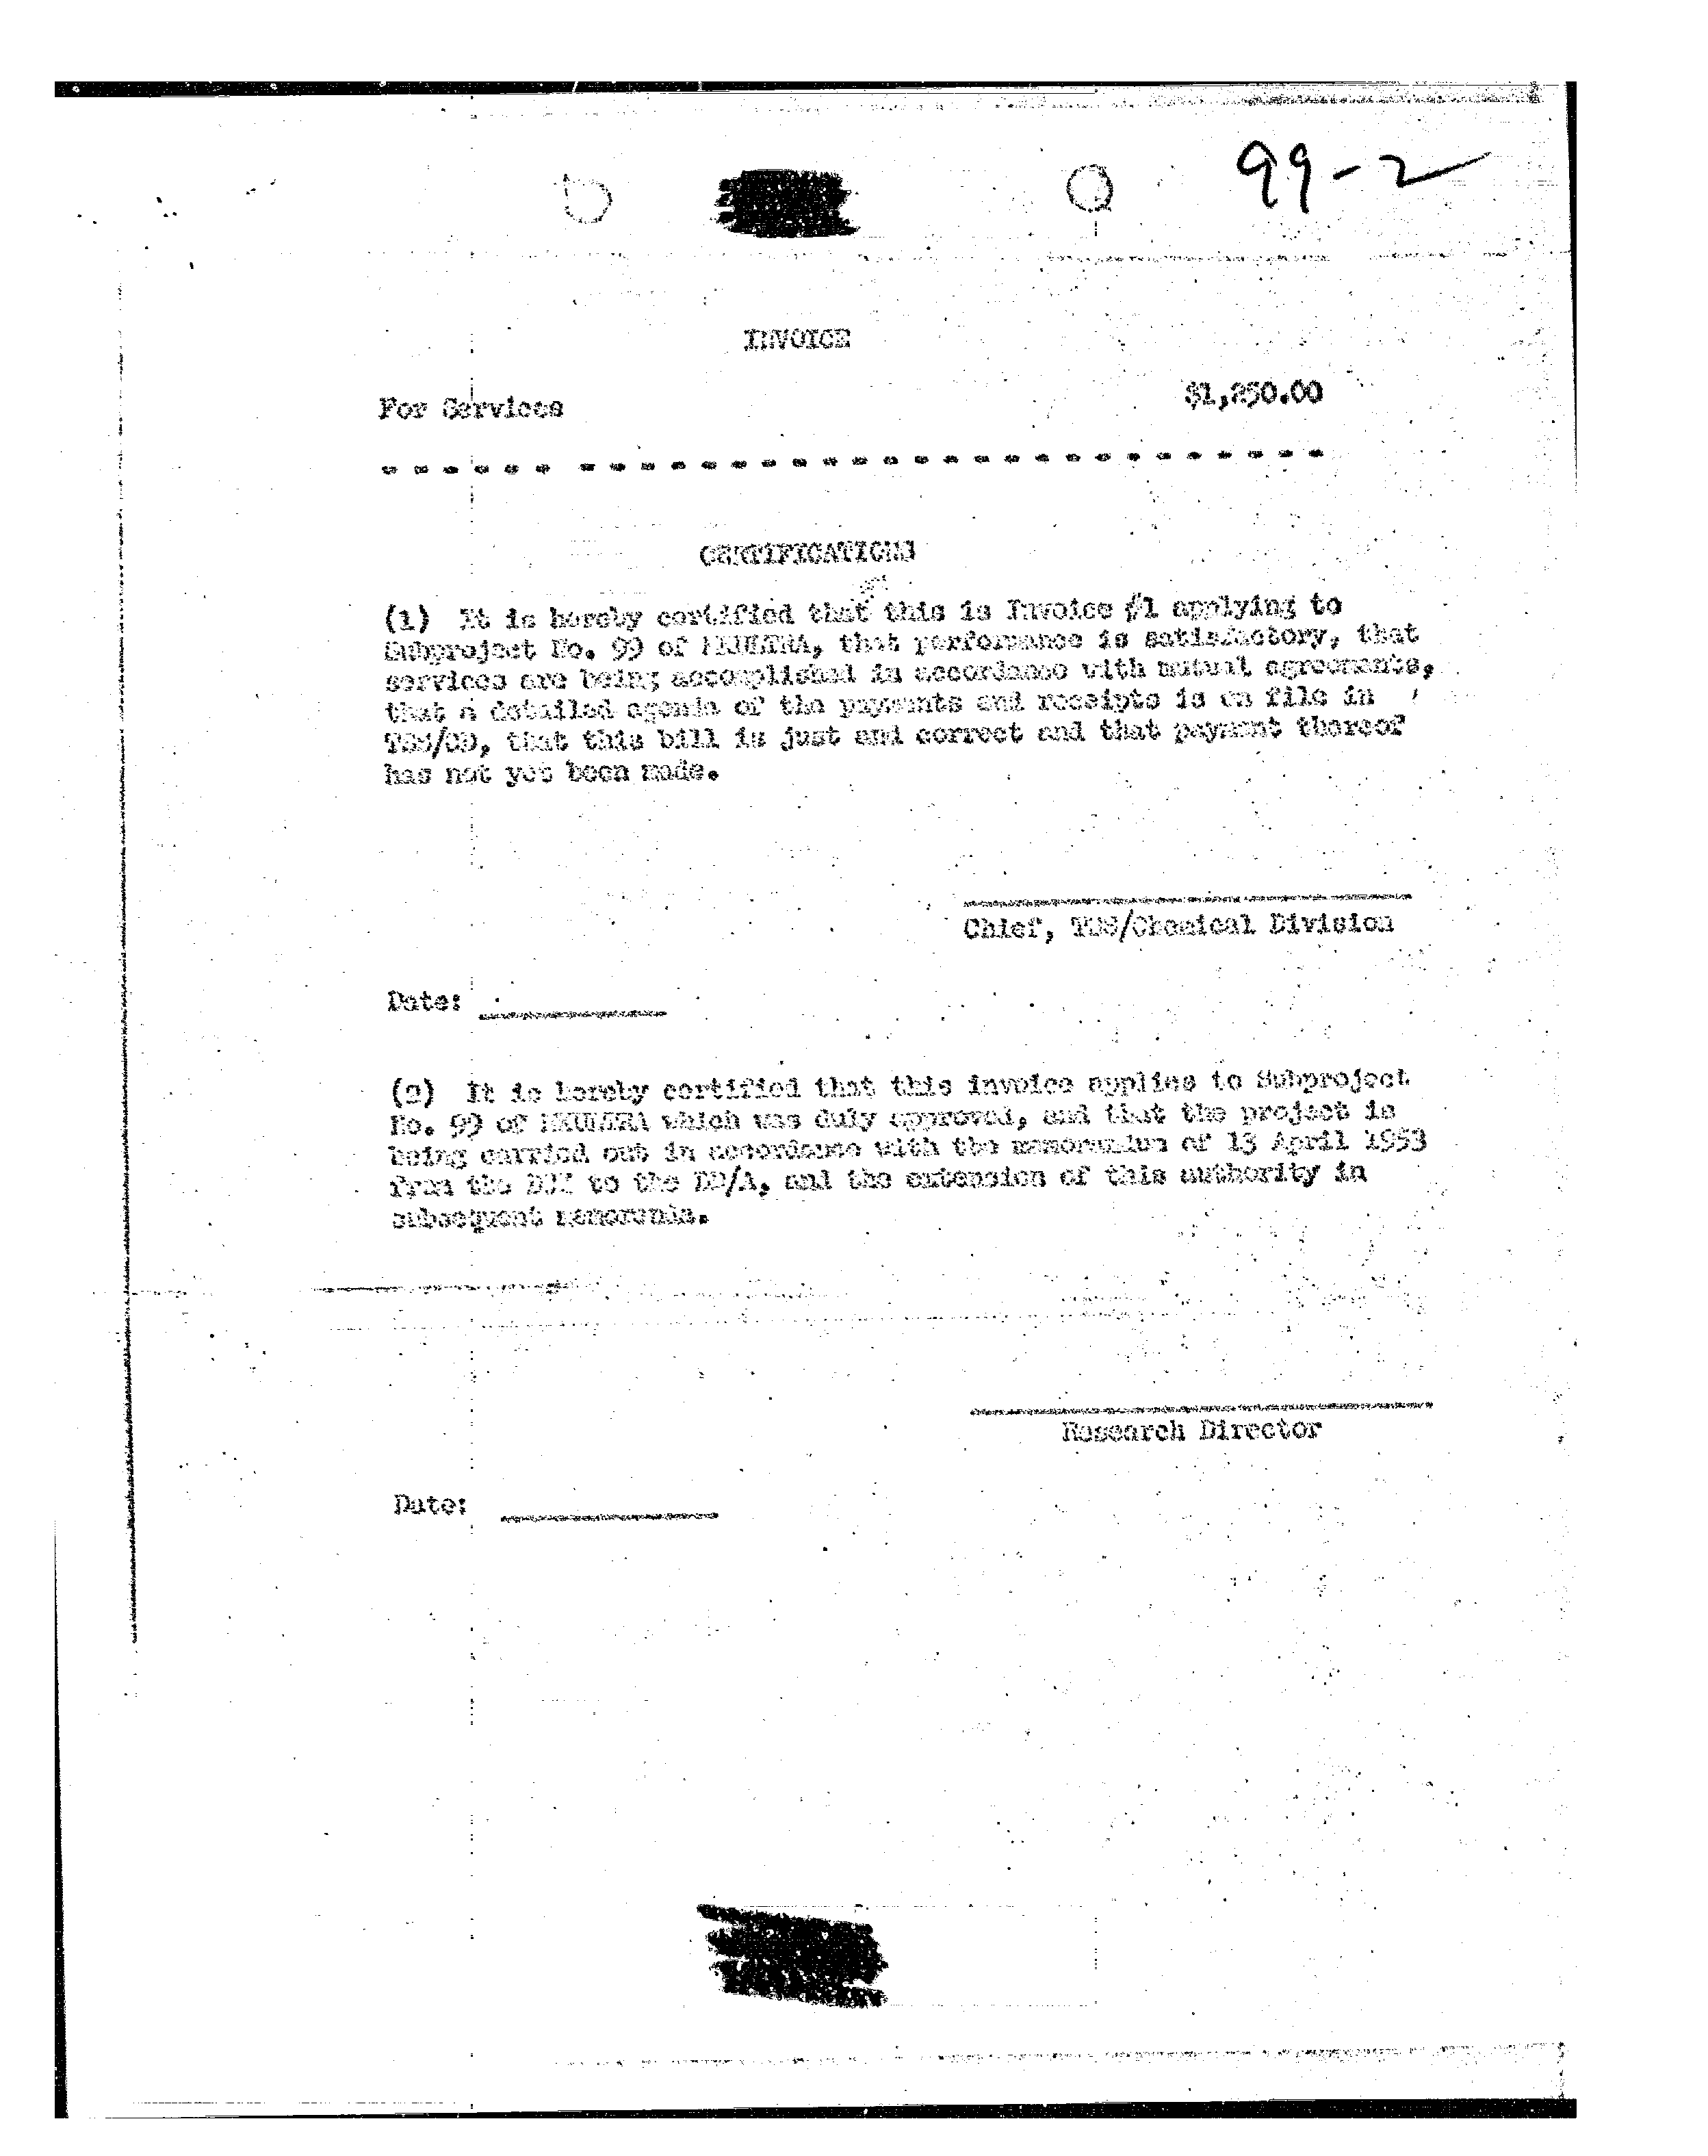 99-2
INVOICE
For Services $1,250.00
CERTIFICATIONS
(1) It is hereby certified that this is Invoice #1 applying to
Subproject No. 99 of MKULTRA, that performance is satisfactory, that
services are being accomplished in accordance with mutual agreements,
that a detailed agenda of the payments and receipts is on file in
TSS/CD, that this bill is just and correct and that payment thereof
has not yet been made.
Chief, TSS/Chemical Division
Date:
(2) It is hereby certified that this invoice applies to Subproject
No. 99 of MKULTRA which was duly approved, and that the project is
being carried out in accordance with the memorandum of 13 April 1953
from the DCI to the DD/A, and the extension of this authority in
subsequent memoranda.
Research Director
Date: